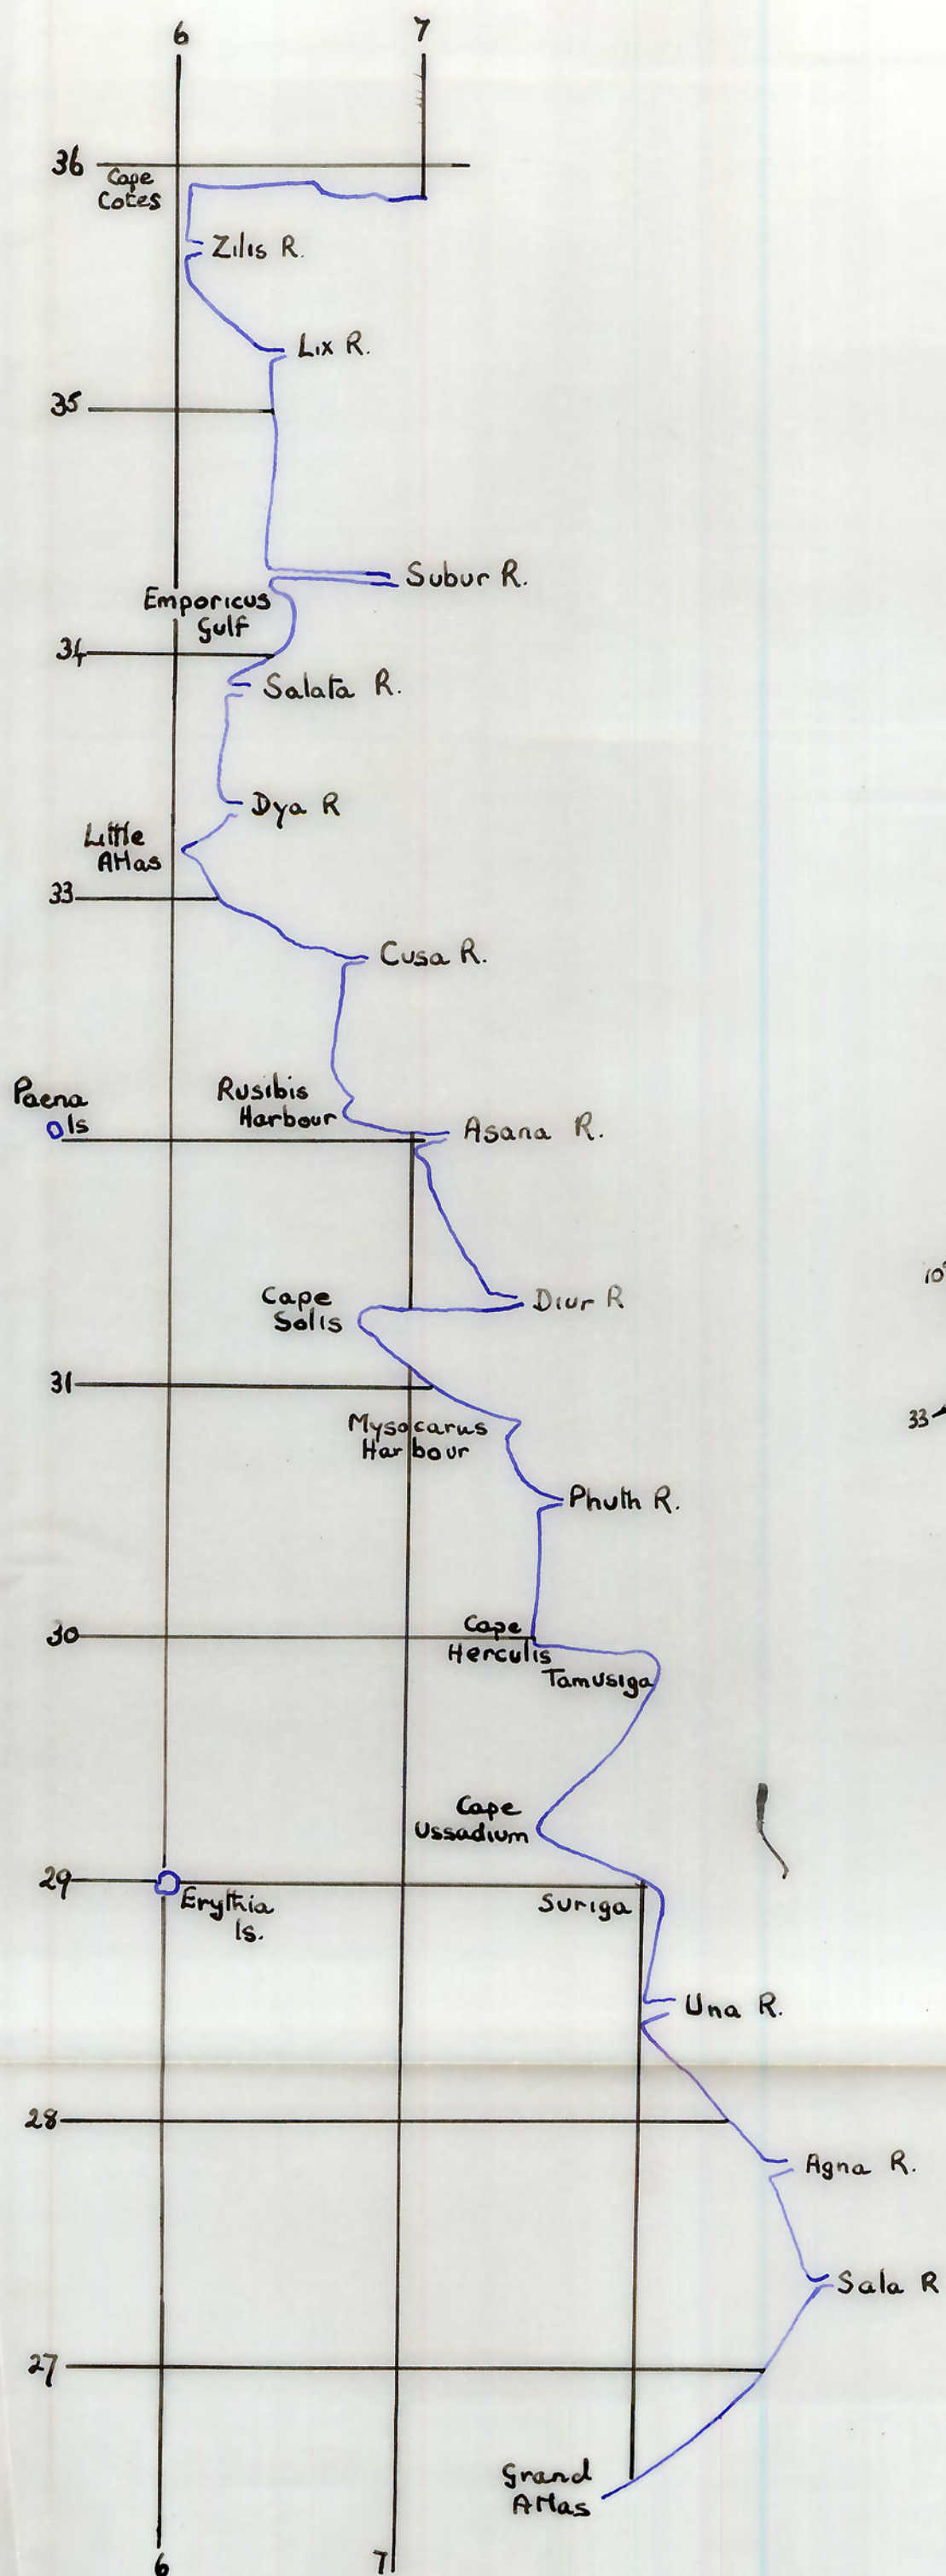 6
7
36
Cape
Cotes
Zilis R.
Lix R.
35
Subur R.
Emporicus
Gulf
34
Salata R.
Dya R
Little
Atlas
33
Cusa R.
Paena
Is
Rusibis
Harbour
Asana R.
10°
Cape
Solis
Diur R
31
33
Mysocarus
Harbour
Phuth R.
30
Cape
Herculis
Tamusiga
Cape
Ussadium
29
Erythia
Is.
Suriga
Una R.
28
Agna R.
Sala R
27
Grand
Atlas
6
7